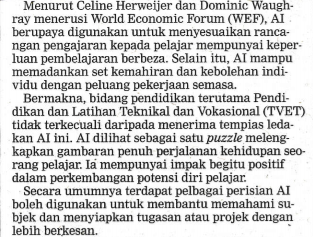 Menurut Celine Herweijer dan Dominic Waugh-
ray menerusi World Economic Forum (WEF), AI
berupaya digunakan untuk menyesuaikan ranca-
ngan pengajaran kepada pelajar mempunyai keper-
luan pembelajaran berbeza. Selain itu, AI mampu
memadankan set kemahiran dan kebolehan indi-
vidu dengan peluang pekerjaan semasa.
Bermakna, bidang pendidikan terutama Pendi-
dikan dan Latihan Teknikal dan Vokasional (TVET)
tidak terkecuali daripada menerima tempias leda-
kan AI ini. AI dilihat sebagai satu puzzle meleng-
kapkan gambaran penuh perjalanan kehidupan seo-
rang pelajar. Ia mempunyai impak begitu positif
dalam perkembangan potensi diri pelajar.
Secara umumnya terdapat pelbagai perisian AI
boleh digunakan untuk membantu memahami su-
bjek dan menyiapkan tugasan atau projek dengan
lebih berkesan.